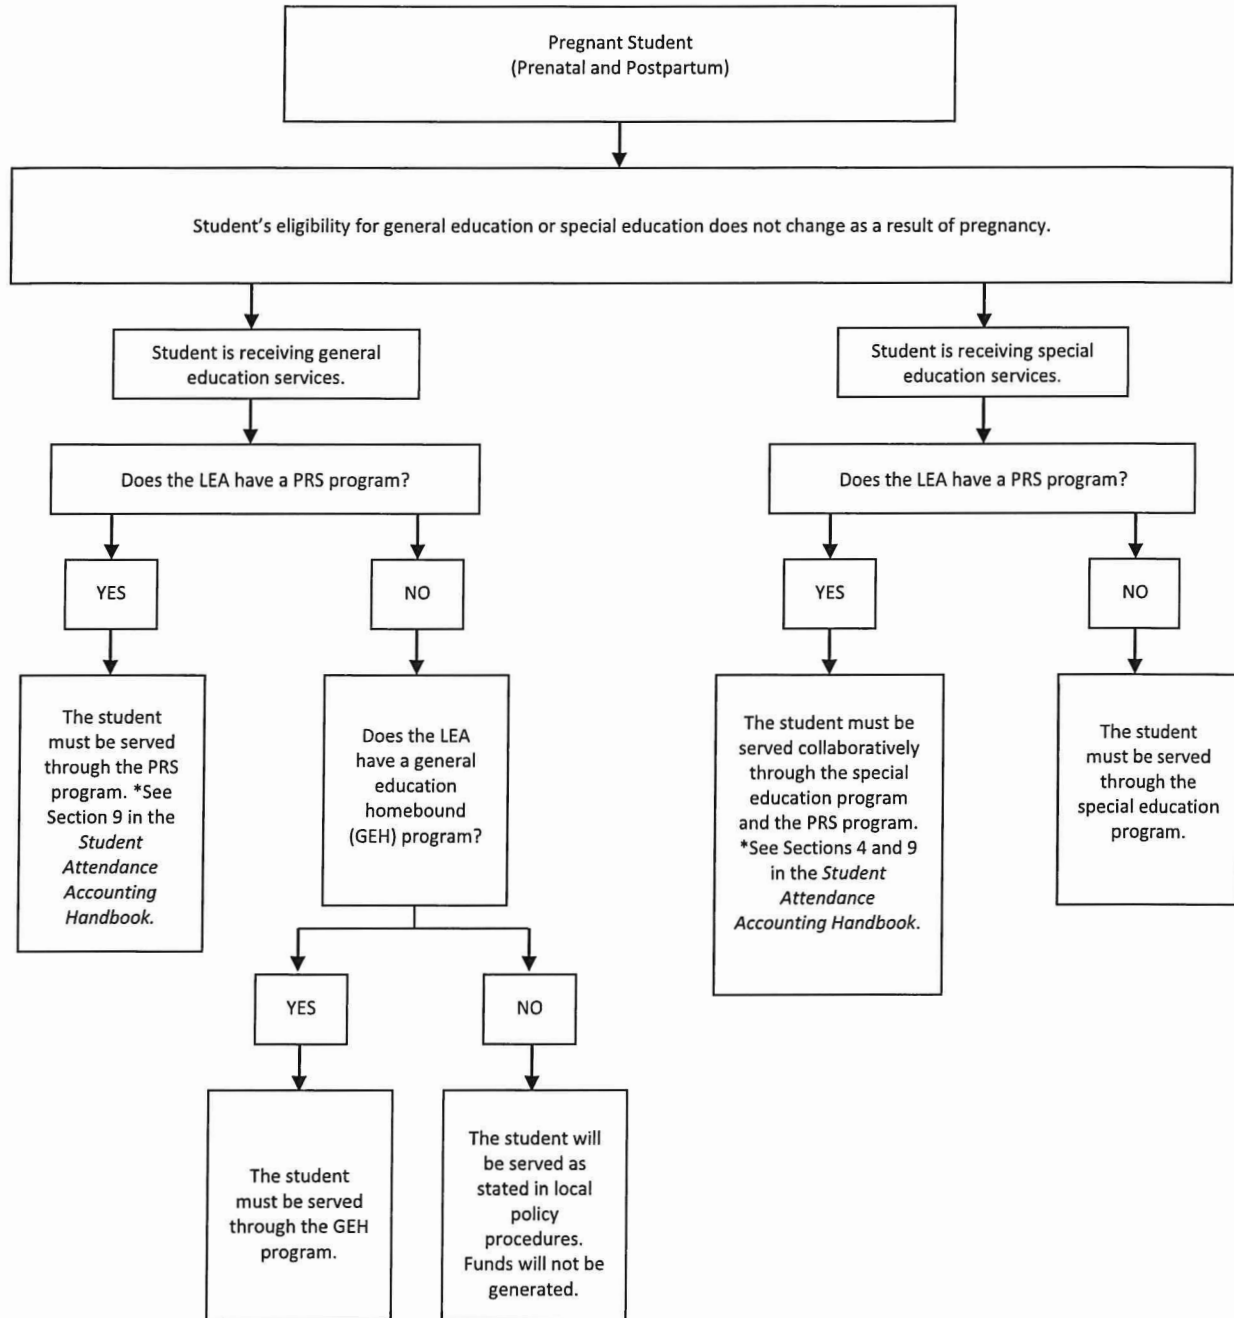 Pregnant Student
(Prenatal and Postpartum)
Student’s eligibility for general education or special education does not change as a result of pregnancy.
Student is receiving general
education services.
Student is receiving special
education services.
Does the LEA have a PRS program?
Does the LEA have a PRS program?
YES
NO
YES
NO
The student
must be served
through the PRS
program. *See
Section 9 in the
Student
Attendance
Accounting
Handbook.
Does the LEA
have a general
education
homebound
(GEH) program?
The student must be
served collaboratively
through the special
education program
and the PRS program.
*See Sections 4 and 9
in the Student
Attendance
Accounting Handbook.
The student
must be served
through the
special education
program.
YES
NO
The student
must be served
through the GEH
program.
The student will
be served as
stated in local
policy
procedures.
Funds will not be
generated.